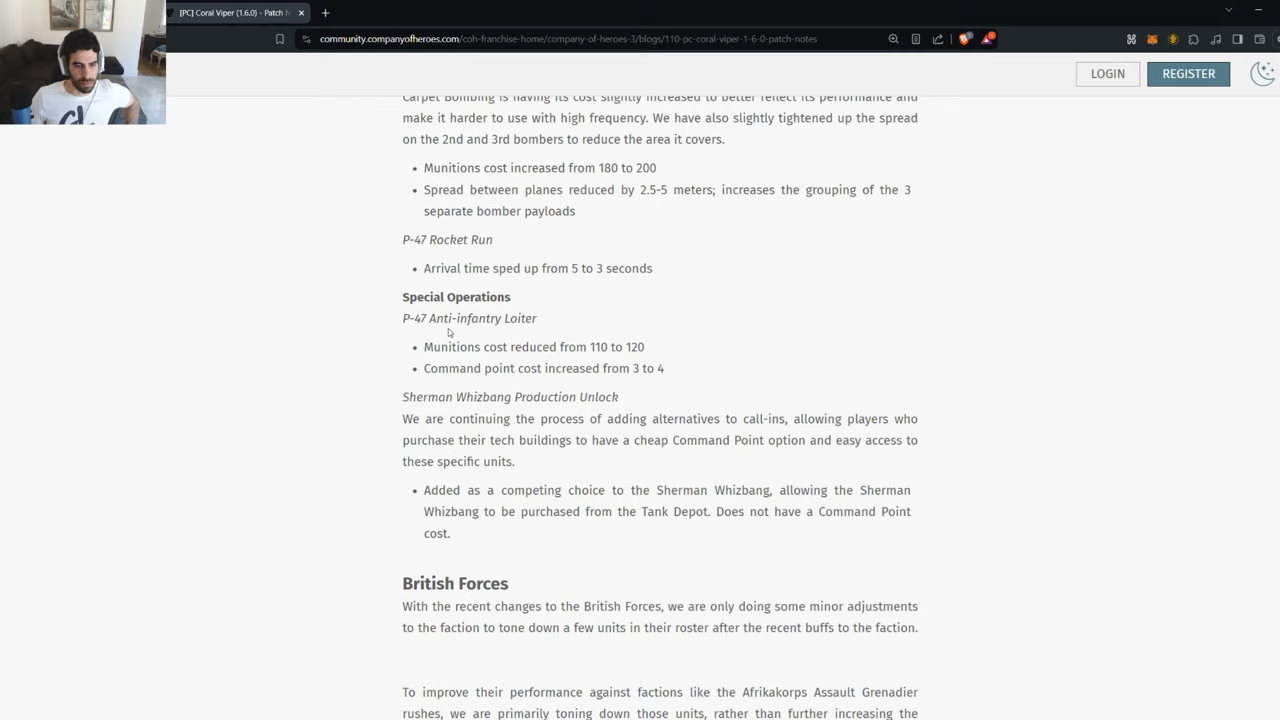 [PC] Coral Viper (1.6.0) - Patch N
community.companyofheroes.com/coh-franchise-home/company-of-heroes-3/blogs/110-pc-coral-viper-1-6-0-patch-notes
LOGIN
REGISTER
Carpet Bombing is having its cost slightly increased to better reflect its performance and
make it harder to use with high frequency. We have also slightly tightened up the spread
on the 2nd and 3rd bombers to reduce the area it covers.
• Munitions cost increased from 180 to 200
• Spread between planes reduced by 2.5-5 meters; increases the grouping of the 3
separate bomber payloads
P-47 Rocket Run
• Arrival time sped up from 5 to 3 seconds
Special Operations
P-47 Anti-infantry Loiter
• Munitions cost reduced from 110 to 120
• Command point cost increased from 3 to 4
Sherman Whizbang Production Unlock
We are continuing the process of adding alternatives to call-ins, allowing players who
purchase their tech buildings to have a cheap Command Point option and easy access to
these specific units.
• Added as a competing choice to the Sherman Whizbang, allowing the Sherman
Whizbang to be purchased from the Tank Depot. Does not have a Command Point
cost.
British Forces
With the recent changes to the British Forces, we are only doing some minor adjustments
to the faction to tone down a few units in their roster after the recent buffs to the faction.
To improve their performance against factions like the Afrikakorps Assault Grenadier
rushes, we are primarily toning down those units, rather than further increasing the